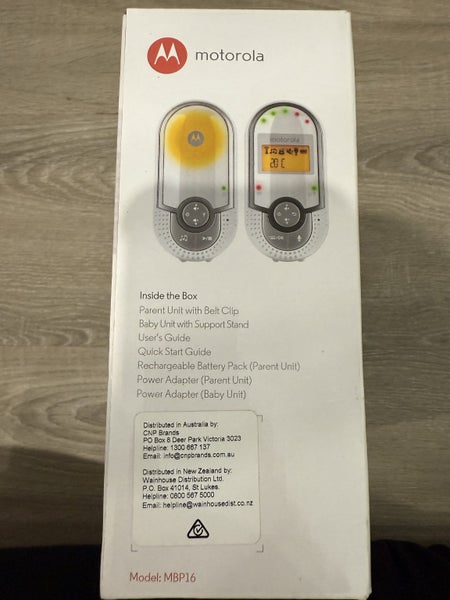 motorola
motorola
20°C
Inside the Box
Parent Unit with Belt Clip
Baby Unit with Support Stand
User's Guide
Quick Start Guide
Rechargeable Battery Pack (Parent Unit)
Power Adapter (Parent Unit)
Power Adapter (Baby Unit)
Distributed in Australia by:
CNP Brands
PO Box 8 Deer Park Victoria 3023
Helpline: 1300 667 137
Email: info@cnpbrands.com.au
Distributed in New Zealand by:
Wainhouse Distribution Ltd.
P.O. Box 41014, St Lukes.
Helpline: 0800 567 5000
Email: helpline@wainhousedist.co.nz
Model: MBP16